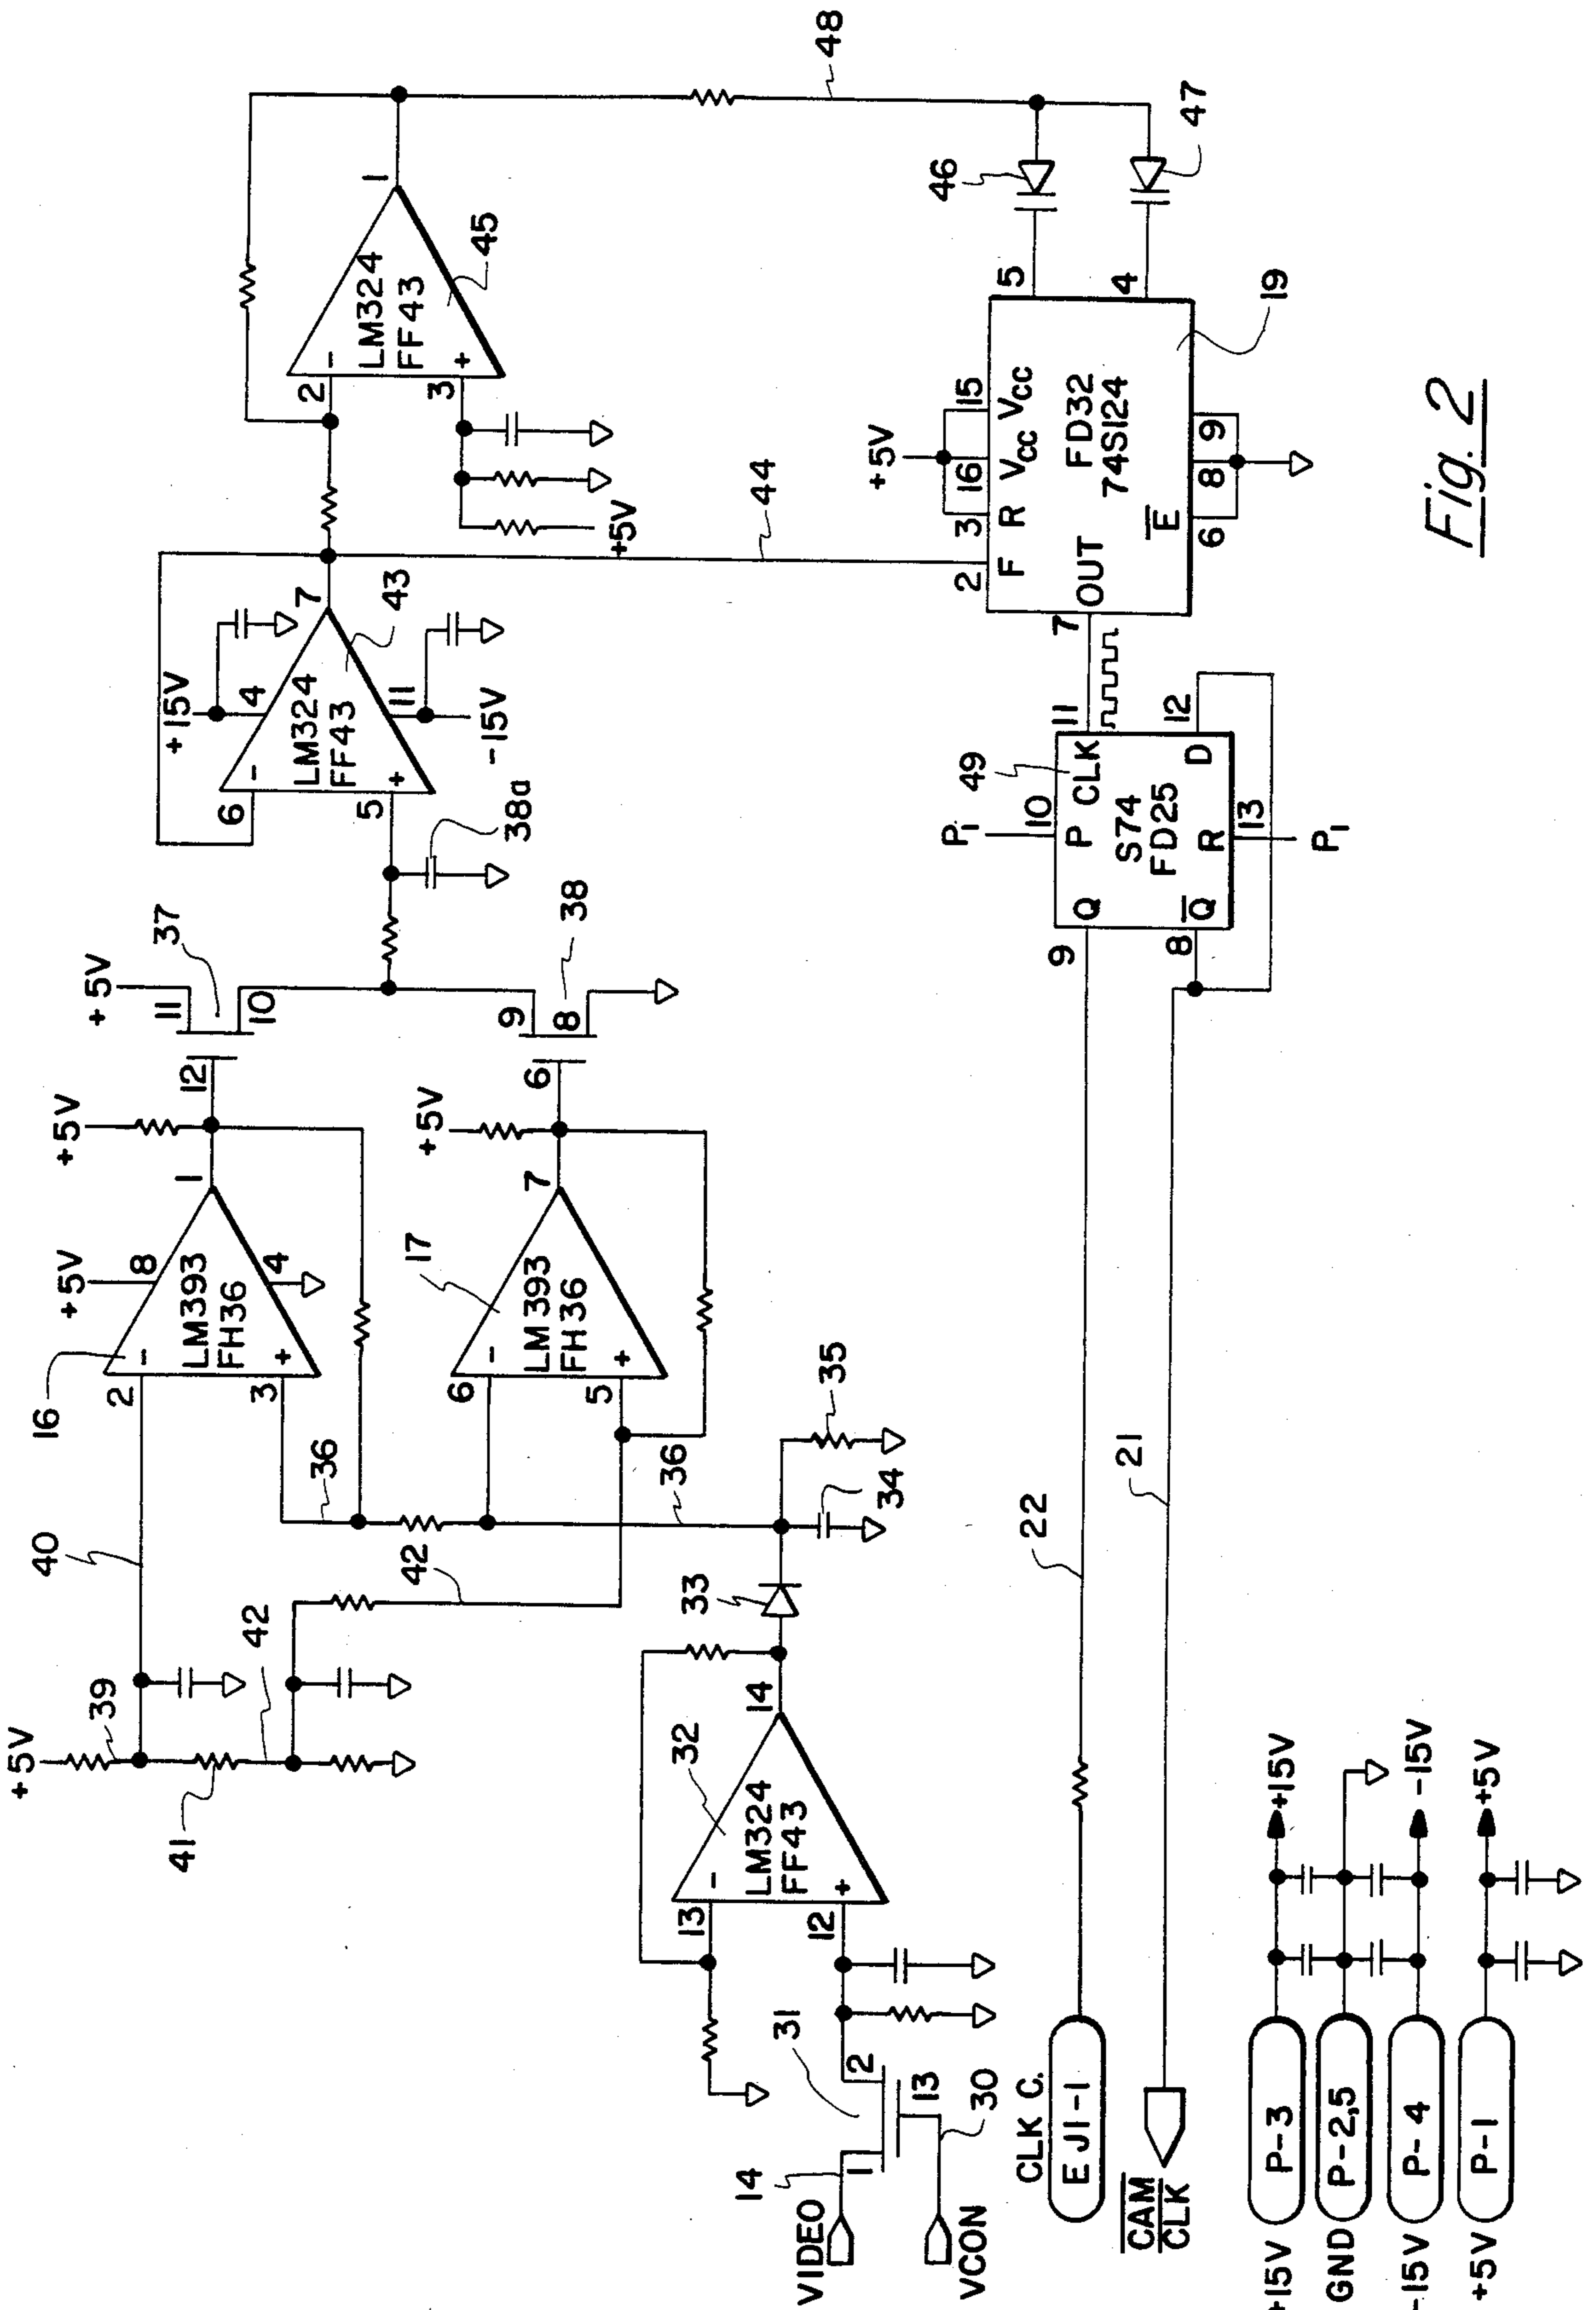 +5V
39
40
42
41
16
2
-
3
+
LM393
FH36
+5V
8
4
1
+5V
12
36
+5V
11
10
37
17
6
-
5
+
LM393
FH36
7
+5V
6
9
8
38
42
36
35
34
33
+15V
4
6
-
5
+
LM324
FF43
7
43
11
-15V
38a
2
-
3
+
LM324
FF43
1
45
+5V
44
48
VIDEO
14
1
2
31
VCON
13
30
13
-
12
+
LM324
FF43
32
14
CLK C.
EJ1-1
22
CAM
CLK
21
P1
10
9
Q
P
CLK
11
49
S74
FD25
8
Q
R
D
12
13
P1
+5V
2
3
16
15
F
R
VCC
VCC
5
46
7
OUT
FD32
74S124
4
47
E
6
8
9
19
+15V
P-3
+15V
GND
P-2,5
-15V
P-4
-15V
+5V
P-1
+5V
Fig. 2